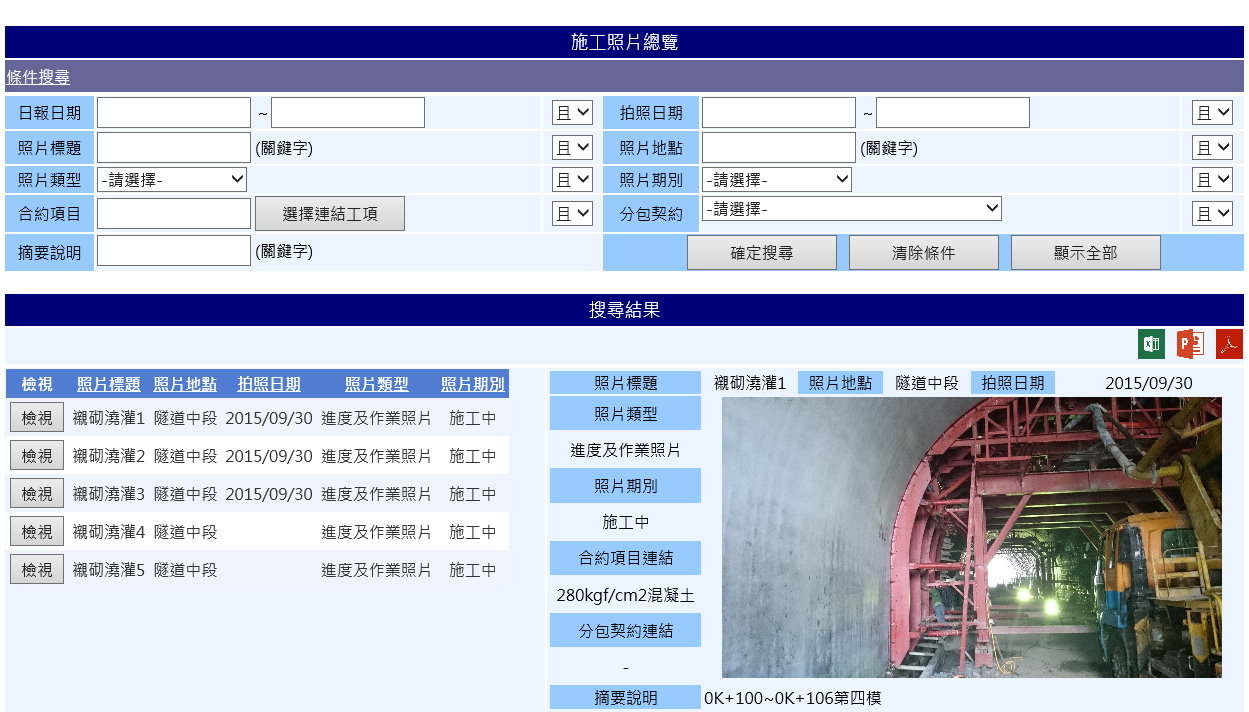 施工照片總覽
條件搜尋
日報日期 ~ 且 拍照日期 ~ 且
照片標題 (關鍵字) 且 照片地點 (關鍵字) 且
照片類型 -請選擇- 且 照片期別 -請選擇- 且
合約項目 選擇連結工項 且 分包契約 -請選擇- 且
摘要說明 (關鍵字) 確定搜尋 清除條件 顯示全部
搜尋結果
檢視 照片標題 照片地點 拍照日期 照片類型 照片期別
檢視 襯砌澆灌1 隧道中段 2015/09/30 進度及作業照片 施工中
檢視 襯砌澆灌2 隧道中段 2015/09/30 進度及作業照片 施工中
檢視 襯砌澆灌3 隧道中段 2015/09/30 進度及作業照片 施工中
檢視 襯砌澆灌4 隧道中段 進度及作業照片 施工中
檢視 襯砌澆灌5 隧道中段 進度及作業照片 施工中
照片標題 襯砌澆灌1 照片地點 隧道中段 拍照日期 2015/09/30
照片類型
進度及作業照片
照片期別
施工中
合約項目連結
280kgf/cm2混凝土
分包契約連結
-
摘要說明 0K+100~0K+106第四模